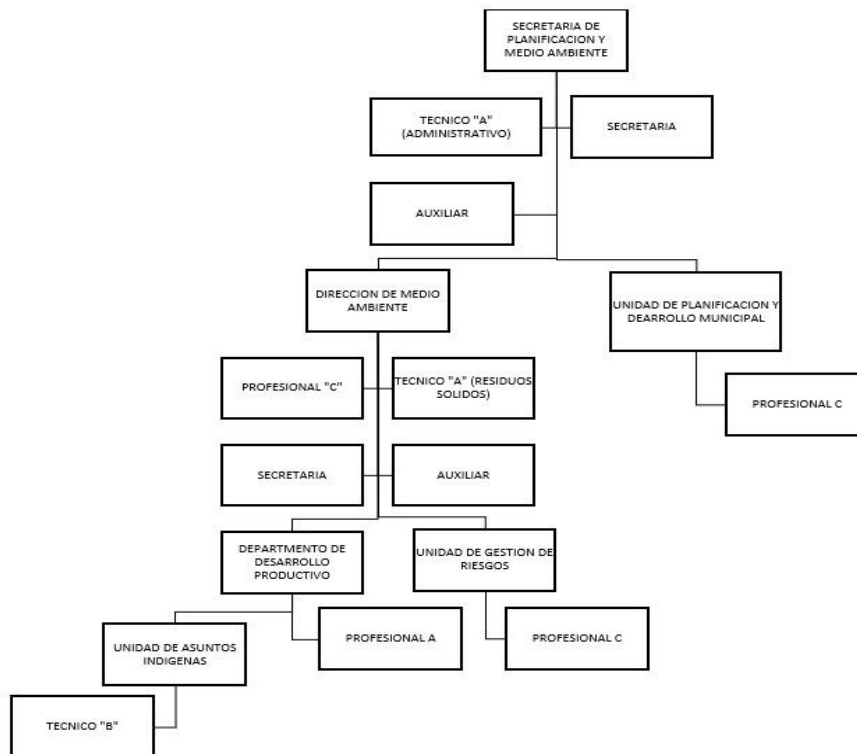 SECRETARIA DE
PLANIFICACION Y
MEDIO AMBIENTE
TECNICO "A"
(ADMINISTRATIVO)
SECRETARIA
AUXILIAR
DIRECCION DE MEDIO
AMBIENTE
UNIDAD DE PLANIFICACION Y
DEARROLLO MUNICIPAL
PROFESIONAL "C"
TECNICO "A" (RESIDUOS
SOLIDOS)
PROFESIONAL C
SECRETARIA
AUXILIAR
DEPARTMENTO DE
DESARROLLO
PRODUCTIVO
UNIDAD DE GESTION DE
RIESGOS
UNIDAD DE ASUNTOS
INDIGENAS
PROFESIONAL A
PROFESIONAL C
TECNICO "B"